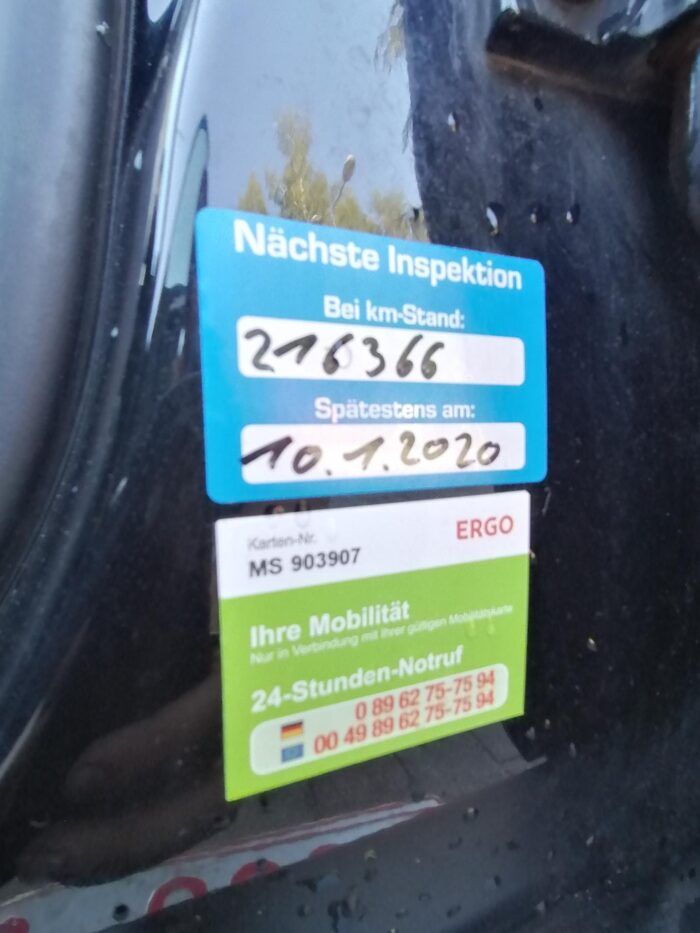 Nächste Inspektion
Bei km-Stand:
216366
Spätestens am:
10.1.2020
Karten-Nr.
ERGO
MS 903907
Ihre Mobilität
Nur in Verbindung mit Ihrer gültigen Mobilitätskarte
24-Stunden-Notruf
0 89 62 75-75 94
00 49 89 62 75-75 94